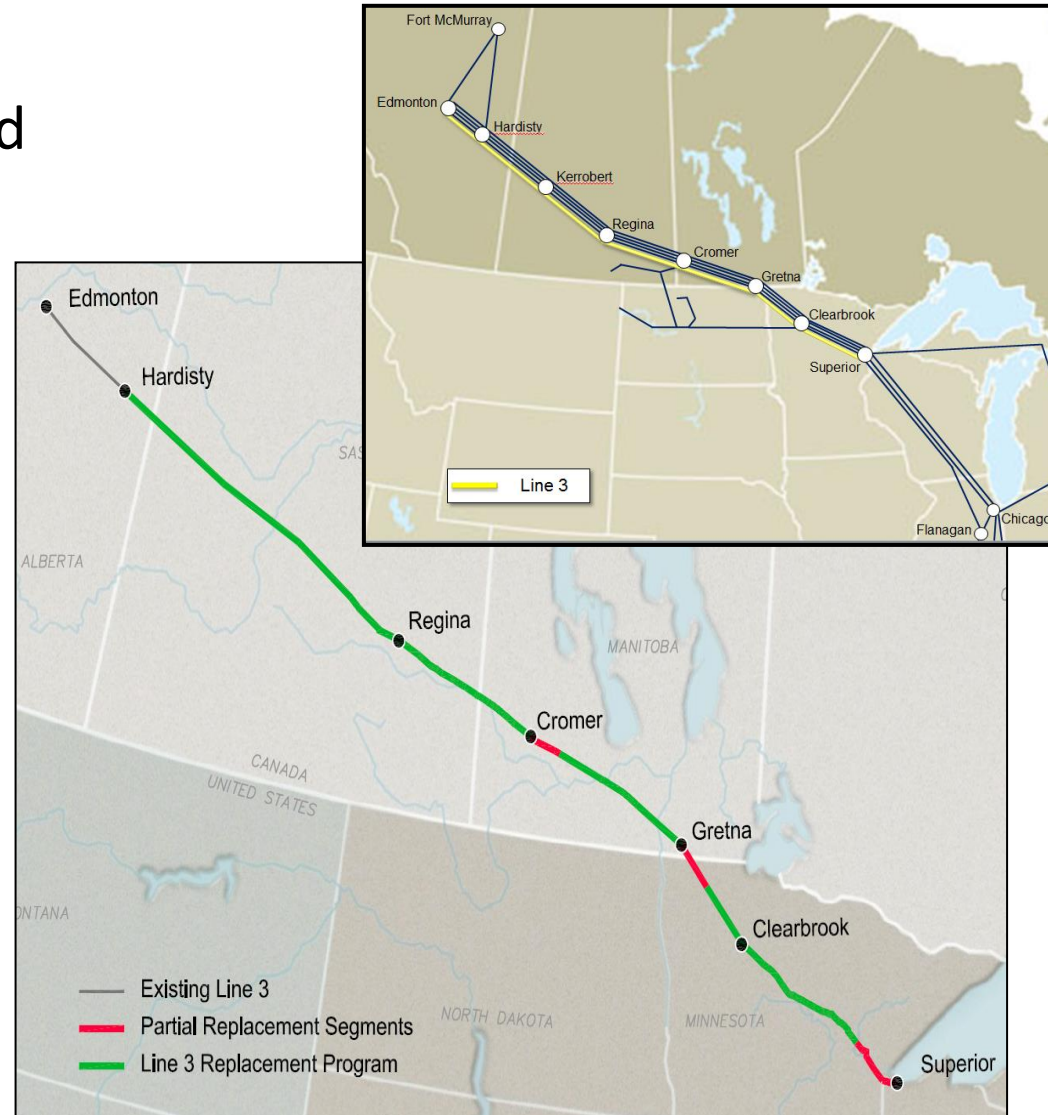 d
Fort McMurray
Edmonton
Hardisty
Kerrobert
Regina
Cromer
Gretna
Clearbrook
Superior
Line 3
Flanagan
Chicago
Edmonton
Hardisty
SAS
ALBERTA
Regina
MANITOBA
Cromer
CANADA
UNITED STATES
Gretna
ONTANA
Clearbrook
Existing Line 3
Partial Replacement Segments
Line 3 Replacement Program
NORTH DAKOTA
MINNESOTA
Superior